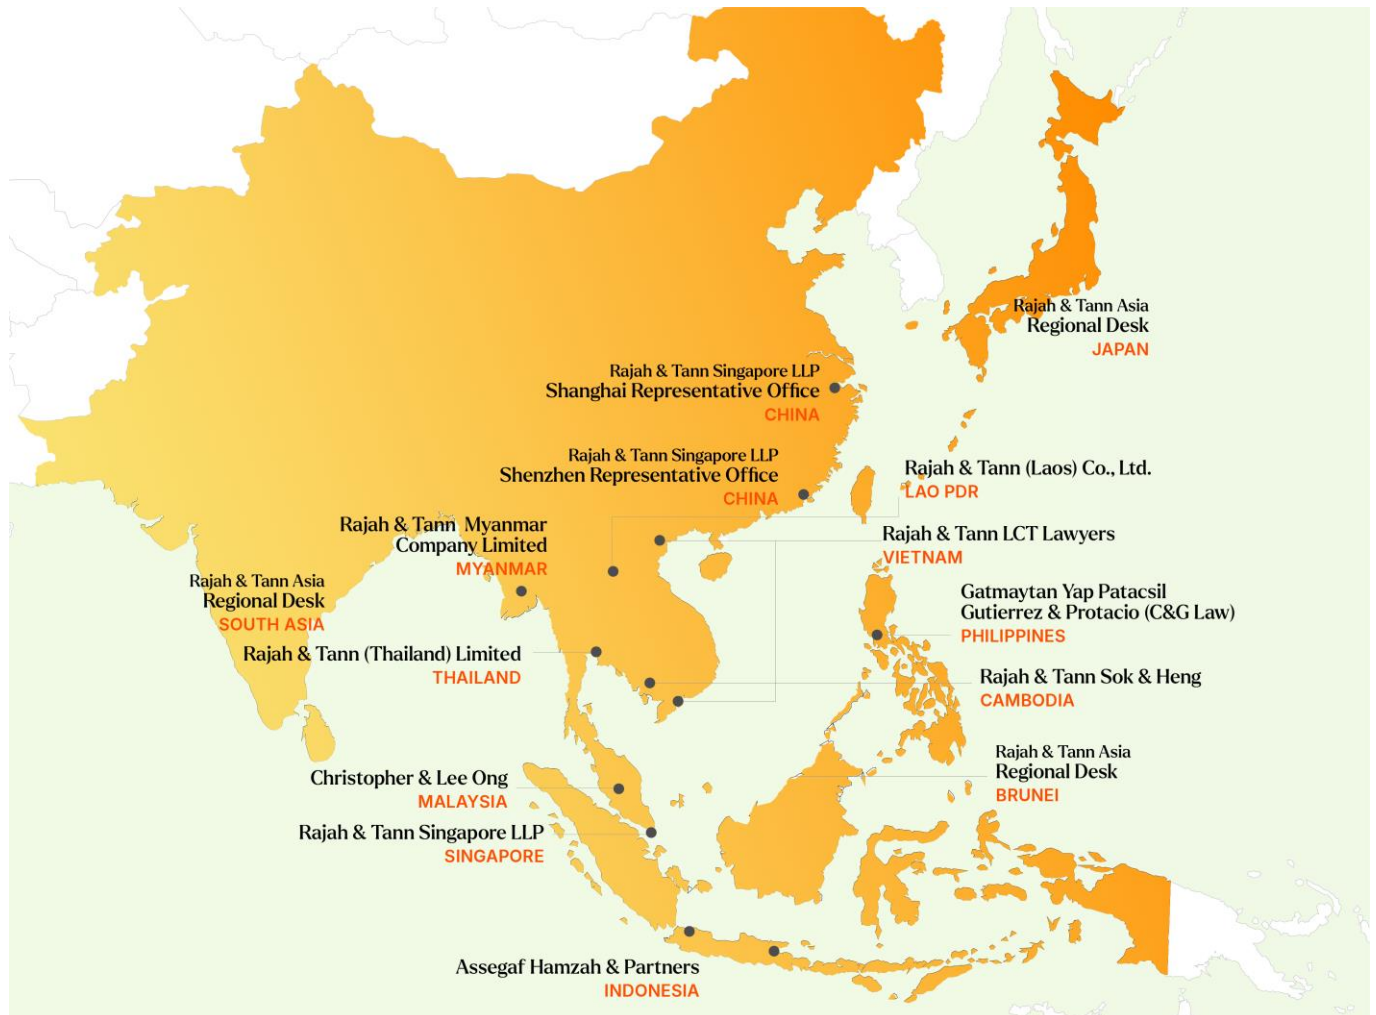 Rajah & Tann Asia
Regional Desk
JAPAN
Rajah & Tann Singapore LLP
Shanghai Representative Office
CHINA
Rajah & Tann Singapore LLP
Shenzhen Representative Office
CHINA
Rajah & Tann (Laos) Co., Ltd.
LAO PDR
Rajah & Tann Myanmar
Company Limited
MYANMAR
Rajah & Tann LCT Lawyers
VIETNAM
Rajah & Tann Asia
Regional Desk
SOUTH ASIA
Gatmaytan Yap Patacsil
Gutierrez & Protacio (C&G Law)
PHILIPPINES
Rajah & Tann (Thailand) Limited
THAILAND
Rajah & Tann Sok & Heng
CAMBODIA
Rajah & Tann Asia
Regional Desk
BRUNEI
Christopher & Lee Ong
MALAYSIA
Rajah & Tann Singapore LLP
SINGAPORE
Assegaf Hamzah & Partners
INDONESIA